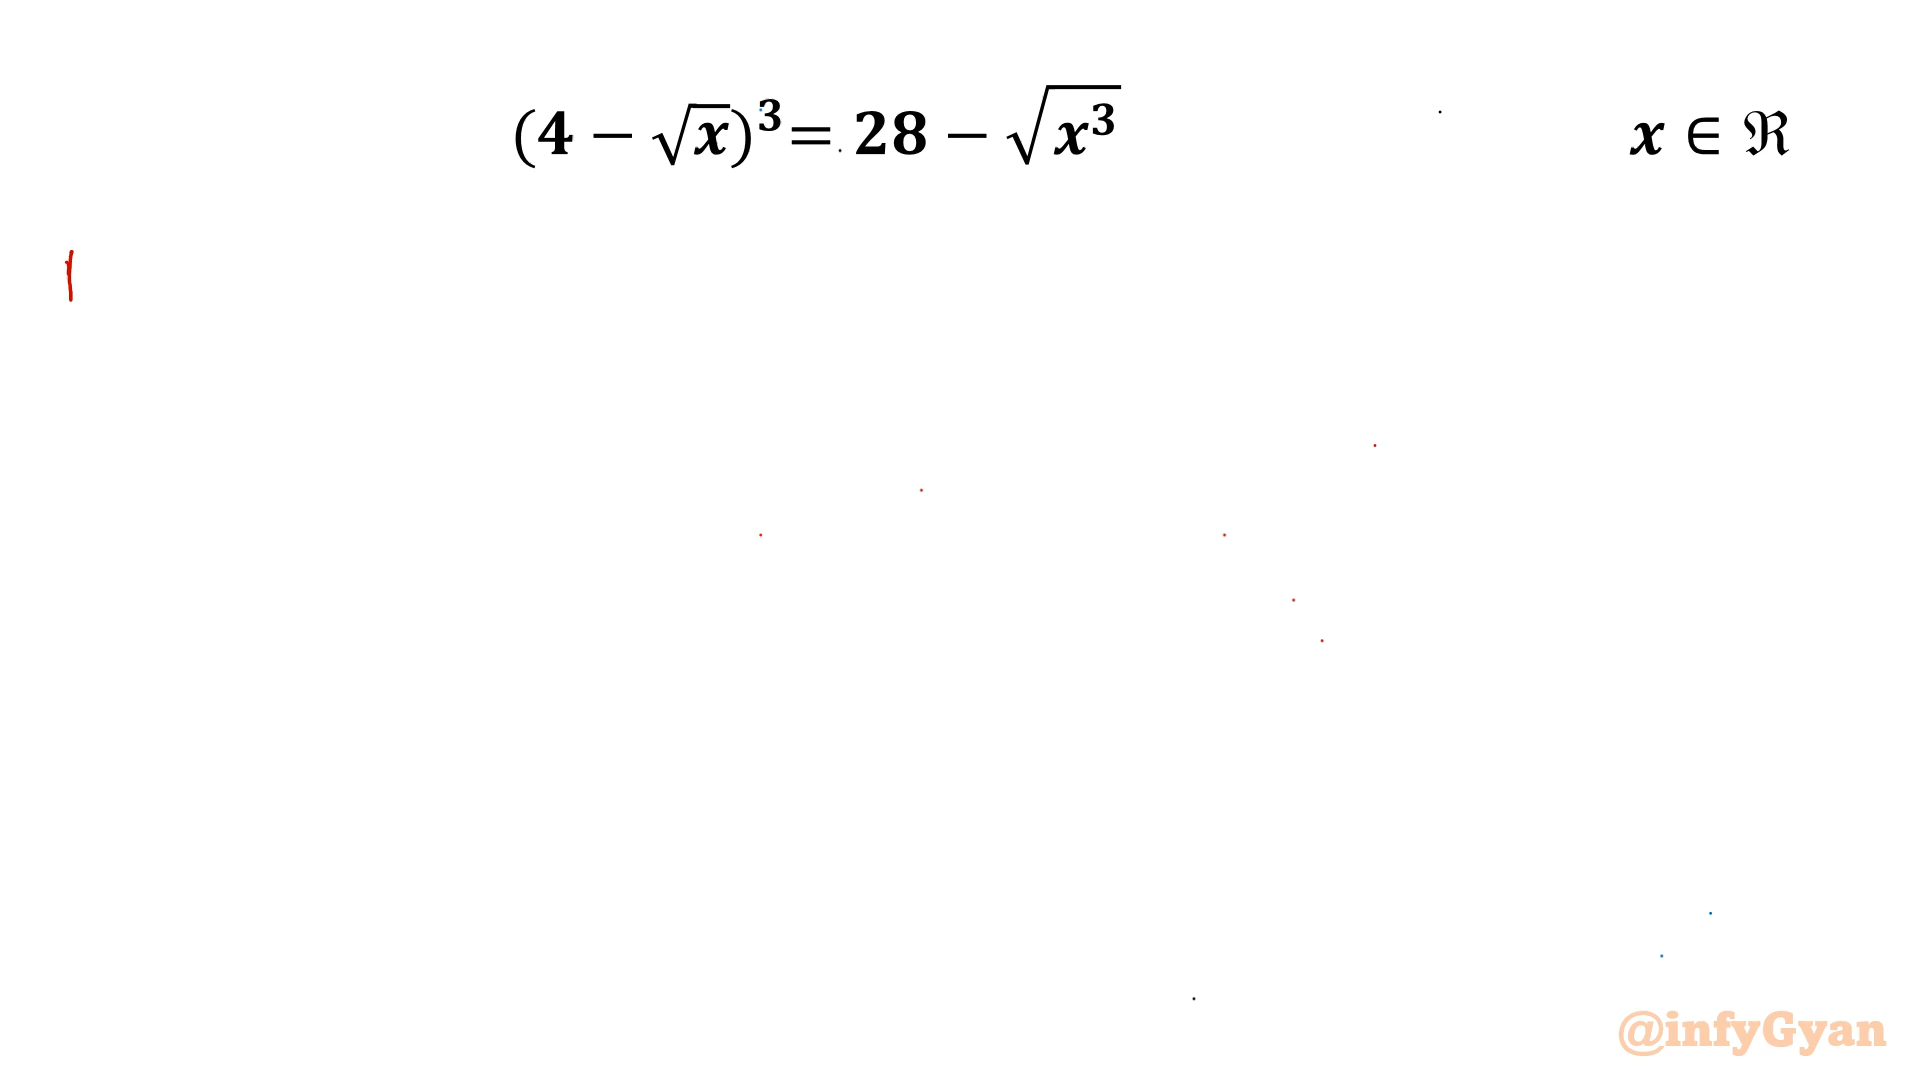 (4 − √x)³ = 28 − √x³ x ∈ ℜ
@infyGyan